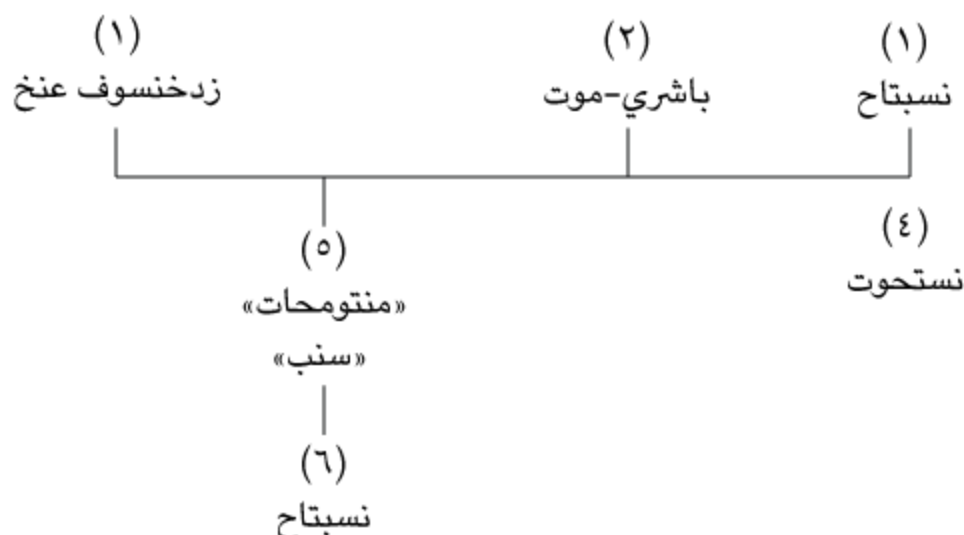 (١) (٢) (١)
نسبتاح باشري-موت زدخنسوف عنخ
(٤)
نستحوت
(٥)
«منتومحات»
«سنب»
(٦)
نسبتاح